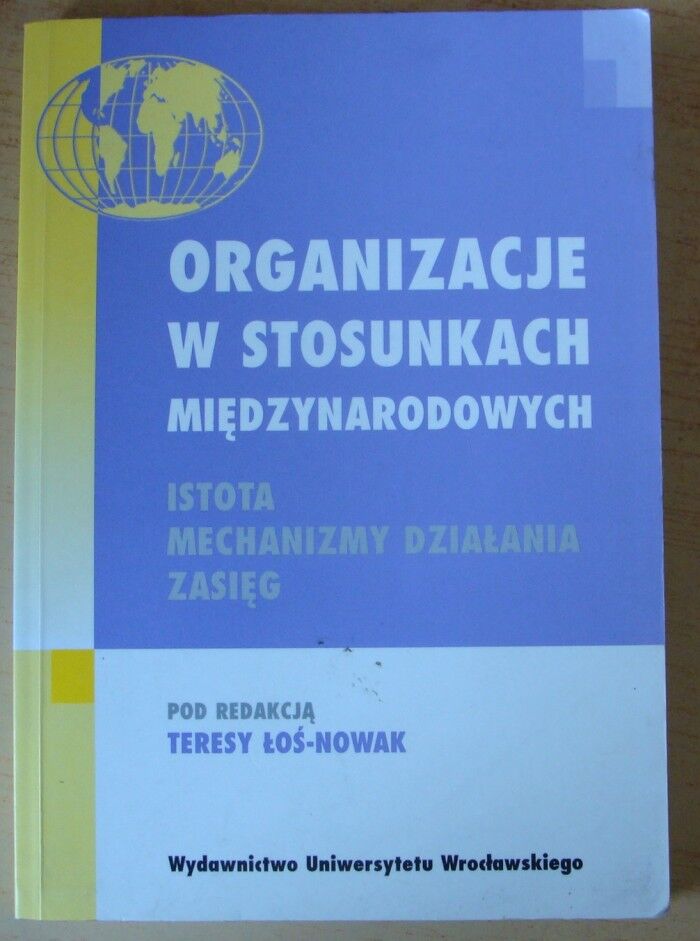 ORGANIZACJE
W STOSUNKACH
MIĘDZYNARODOWYCH
ISTOTA
MECHANIZMY DZIAŁANIA
ZASIĘG
POD REDAKCJĄ
TERESY ŁOŚ-NOWAK
Wydawnictwo Uniwersytetu Wrocławskiego